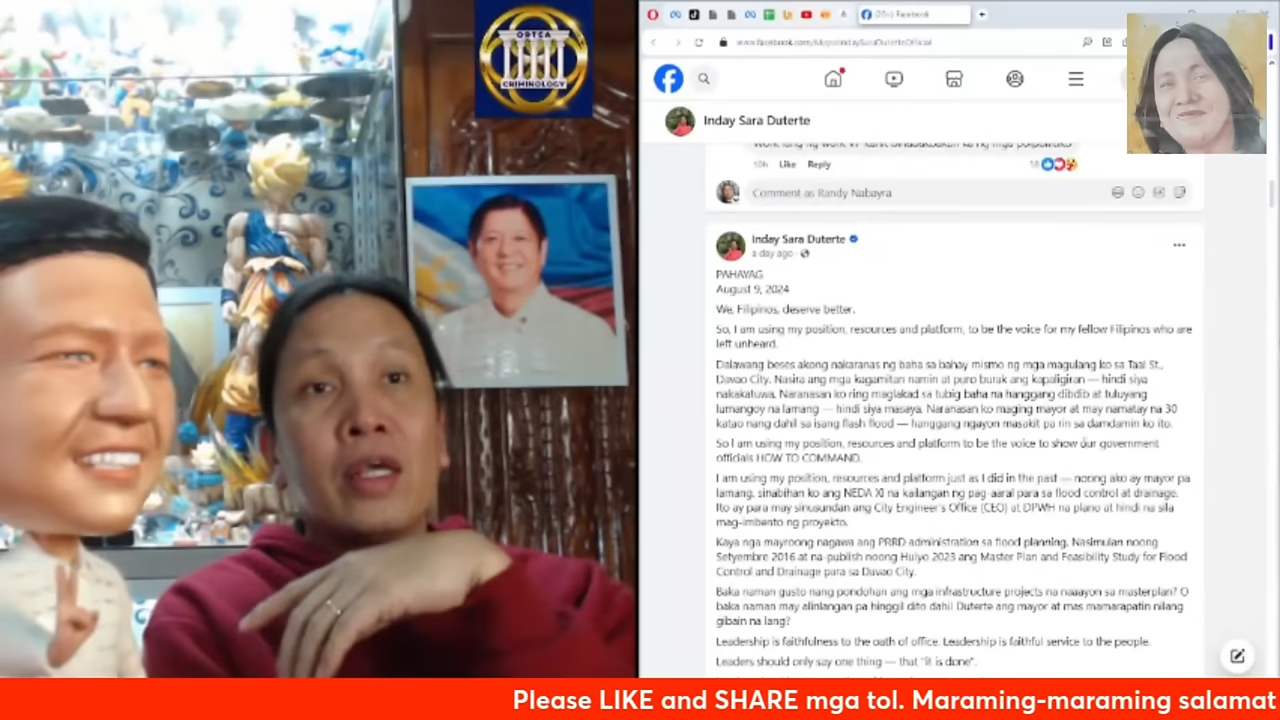 ORTEA
CRIMINOLOGY
@Sara Facebook
Inday Sara Duterte
10h Like Reply 18
Comment as Randy Nabayra
Inday Sara Duterte
a day ago
PAHAYAG
August 9, 2024
We, Filipinos, deserve better.
So, I am using my position, resources and platform, to be the voice for my fellow Filipinos who are
left unheard.
Dalawang beses akong nakaranas ng baha sa bahay mismo ng mga magulang ko sa Taal St.,
Davao City. Nasira ang mga kagamitan namin at puro burak ang kapaligiran — hindi siya
nakakatuwa. Naranasan ko ring maglakad sa tubig baha na hanggang dibdib at tuluyang
lumangoy na lamang — hindi siya masaya. Naranasan ko maging mayor at may namatay na 30
katao nang dahil sa isang flash flood — hanggang ngayon masakit pa rin sa damdamin ko ito.
So I am using my position, resources and platform to be the voice to show our government
officials HOW TO COMMAND.
I am using my position, resources and platform just as I did in the past — noong ako ay mayor pa
lamang, sinabihan ko ang NEDA XI na kailangan ng pag-aaral para sa flood control at drainage.
Ito ay para may sinusundan ang City Engineer's Office (CEO) at DPWH na plano at hindi na sila
mag-imbento ng proyekto.
Kaya nga mayroong nagawa ang PRRD administration sa flood planning. Nasimulan noong
Setyembre 2016 at na-publish noong Hulyo 2023 ang Master Plan and Feasibility Study for Flood
Control and Drainage para sa Davao City.
Baka naman gusto nang pondohan ang mga infrastructure projects na naaayon sa masterplan? O
baka naman may alinlangan pa hinggil dito dahil Duterte ang mayor at mas mamarapatin nilang
gibain na lang?
Leadership is faithfulness to the oath of office. Leadership is faithful service to the people.
Leaders should only say one thing — that "it is done".
Please LIKE and SHARE mga tol. Maraming-maraming salamat